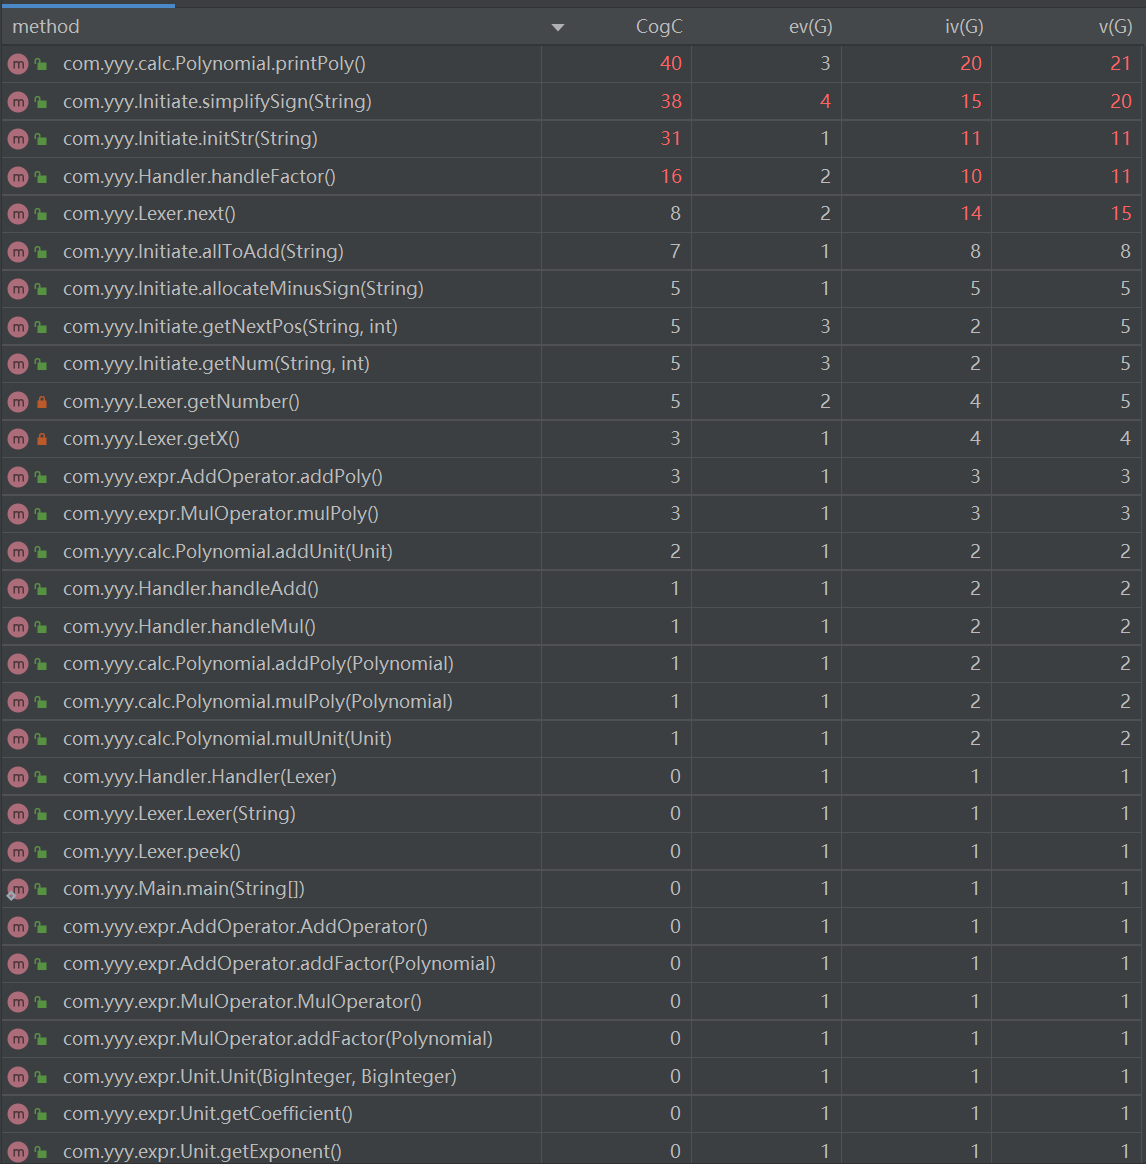 method CogC ev(G) iv(G) v(G)
com.yyy.calc.Polynomial.printPoly() 40 3 20 21
com.yyy.Initiate.simplifySign(String) 38 4 15 20
com.yyy.Initiate.initStr(String) 31 1 11 11
com.yyy.Handler.handleFactor() 16 2 10 11
com.yyy.Lexer.next() 8 2 14 15
com.yyy.Initiate.allToAdd(String) 7 1 8 8
com.yyy.Initiate.allocateMinusSign(String) 5 1 5 5
com.yyy.Initiate.getNextPos(String, int) 5 3 2 5
com.yyy.Initiate.getNum(String, int) 5 3 2 5
com.yyy.Lexer.getNumber() 5 2 4 5
com.yyy.Lexer.getX() 3 1 4 4
com.yyy.expr.AddOperator.addPoly() 3 1 3 3
com.yyy.expr.MulOperator.mulPoly() 3 1 3 3
com.yyy.calc.Polynomial.addUnit(Unit) 2 1 2 2
com.yyy.Handler.handleAdd() 1 1 2 2
com.yyy.Handler.handleMul() 1 1 2 2
com.yyy.calc.Polynomial.addPoly(Polynomial) 1 1 2 2
com.yyy.calc.Polynomial.mulPoly(Polynomial) 1 1 2 2
com.yyy.calc.Polynomial.mulUnit(Unit) 1 1 2 2
com.yyy.Handler.Handler(Lexer) 0 1 1 1
com.yyy.Lexer.Lexer(String) 0 1 1 1
com.yyy.Lexer.peek() 0 1 1 1
com.yyy.Main.main(String[]) 0 1 1 1
com.yyy.expr.AddOperator.AddOperator() 0 1 1 1
com.yyy.expr.AddOperator.addFactor(Polynomial) 0 1 1 1
com.yyy.expr.MulOperator.MulOperator() 0 1 1 1
com.yyy.expr.MulOperator.addFactor(Polynomial) 0 1 1 1
com.yyy.expr.Unit.Unit(BigInteger, BigInteger) 0 1 1 1
com.yyy.expr.Unit.getCoefficient() 0 1 1 1
com.yyy.expr.Unit.getExponent() 0 1 1 1